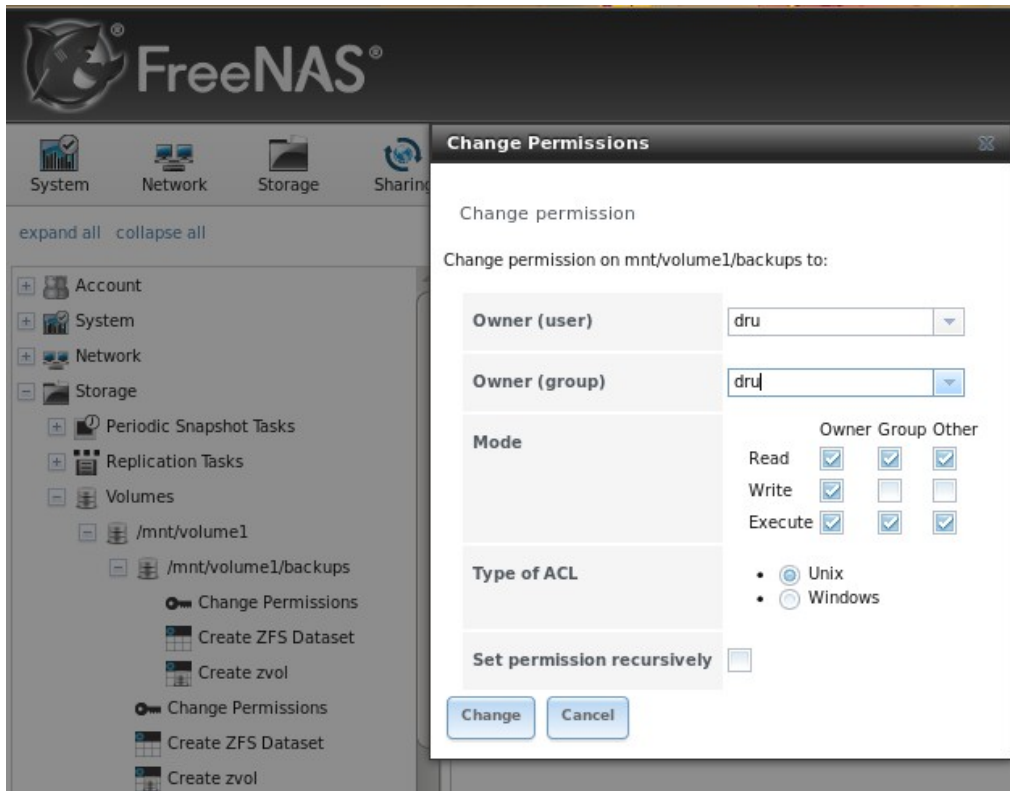 FreeNAS®
System
Network
Storage
Sharing
expand all collapse all
Account
System
Network
Storage
Periodic Snapshot Tasks
Replication Tasks
Volumes
/mnt/volume1
/mnt/volume1/backups
Change Permissions
Create ZFS Dataset
Create zvol
Change Permissions
Create ZFS Dataset
Create zvol
Change Permissions
Change permission
Change permission on mnt/volume1/backups to:
Owner (user) dru
Owner (group) dru
Mode
Owner Group Other
Read
Write
Execute
Type of ACL
Unix
Windows
Set permission recursively
Change Cancel